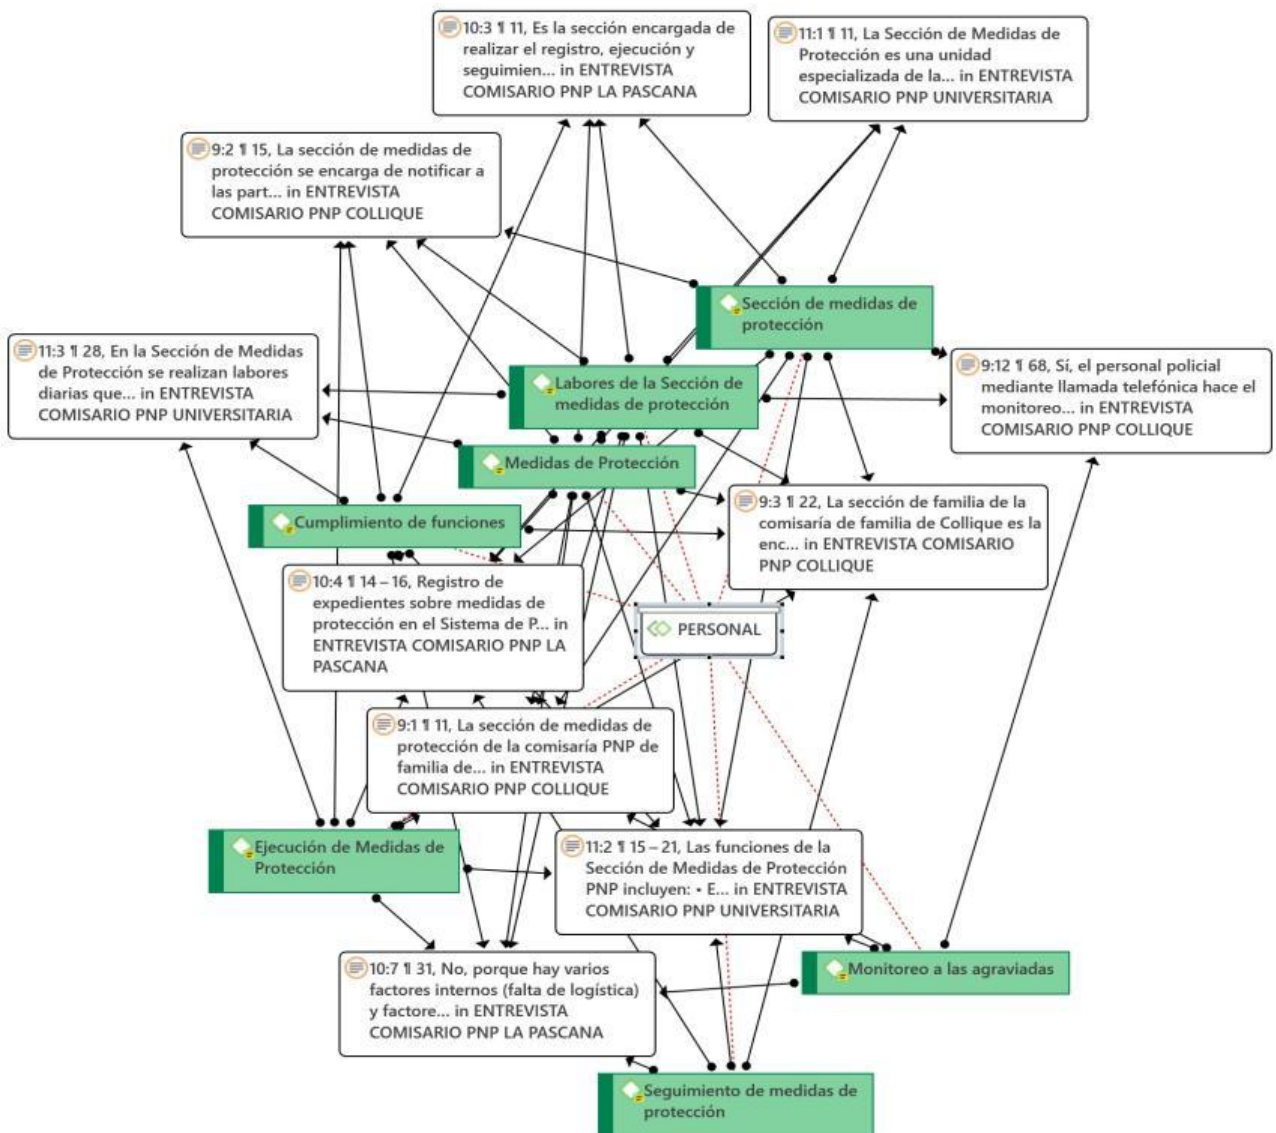 10:3 ¶ 11, Es la sección encargada de
realizar el registro, ejecución y
seguimien... in ENTREVISTA
COMISARIO PNP LA PASCANA
11:1 ¶ 11, La Sección de Medidas de
Protección es una unidad
especializada de la... in ENTREVISTA
COMISARIO PNP UNIVERSITARIA
9:2 ¶ 15, La sección de medidas de
protección se encarga de notificar a
las part... in ENTREVISTA
COMISARIO PNP COLLIQUE
Sección de medidas de
protección
11:3 ¶ 28, En la Sección de Medidas
de Protección se realizan labores
diarias que... in ENTREVISTA
COMISARIO PNP UNIVERSITARIA
Labores de la Sección de
medidas de protección
9:12 ¶ 68, Sí, el personal policial
mediante llamada telefónica hace el
monitoreo... in ENTREVISTA
COMISARIO PNP COLLIQUE
Medidas de Protección
Cumplimiento de funciones
9:3 ¶ 22, La sección de familia de la
comisaría de familia de Collique es la
enc... in ENTREVISTA COMISARIO
PNP COLLIQUE
10:4 ¶ 14 – 16, Registro de
expedientes sobre medidas de
protección en el Sistema de P... in
ENTREVISTA COMISARIO PNP LA
PASCANA
PERSONAL
9:1 ¶ 11, La sección de medidas de
protección de la comisaría PNP de
familia de... in ENTREVISTA
COMISARIO PNP COLLIQUE
Ejecución de Medidas de
Protección
11:2 ¶ 15 – 21, Las funciones de la
Sección de Medidas de Protección
PNP incluyen: • E... in ENTREVISTA
COMISARIO PNP UNIVERSITARIA
10:7 ¶ 31, No, porque hay varios
factores internos (falta de logística)
y factore... in ENTREVISTA
COMISARIO PNP LA PASCANA
Monitoreo a las agraviadas
Seguimiento de medidas de
protección